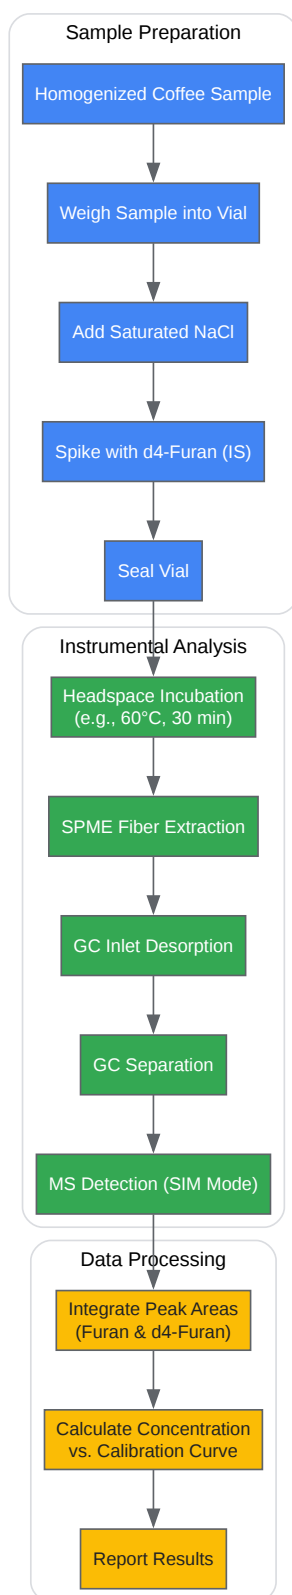 Sample Preparation
Homogenized Coffee Sample
Weigh Sample into Vial
Add Saturated NaCl
Spike with d4-Furan (IS)
Seal Vial
Instrumental Analysis
Headspace Incubation
(e.g., 60°C, 30 min)
SPME Fiber Extraction
GC Inlet Desorption
GC Separation
MS Detection (SIM Mode)
Data Processing
Integrate Peak Areas
(Furan & d4-Furan)
Calculate Concentration
vs. Calibration Curve
Report Results